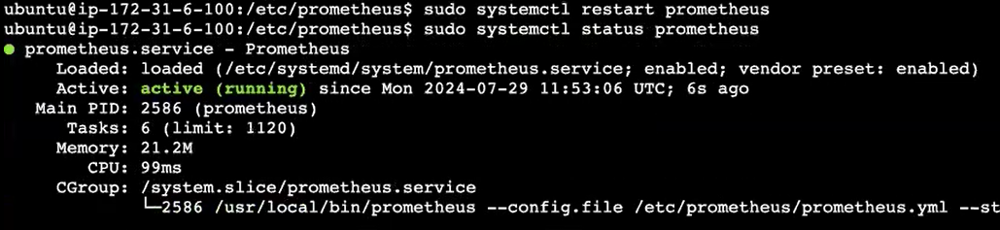 ubuntu@ip-172-31-6-100:/etc/prometheus$ sudo systemctl restart prometheus
ubuntu@ip-172-31-6-100:/etc/prometheus$ sudo systemctl status prometheus
● prometheus.service - Prometheus
Loaded: loaded (/etc/systemd/system/prometheus.service; enabled; vendor preset: enabled)
Active: active (running) since Mon 2024-07-29 11:53:06 UTC; 6s ago
Main PID: 2586 (prometheus)
Tasks: 6 (limit: 1120)
Memory: 21.2M
CPU: 99ms
CGroup: /system.slice/prometheus.service
└─2586 /usr/local/bin/prometheus --config.file /etc/prometheus/prometheus.yml --st